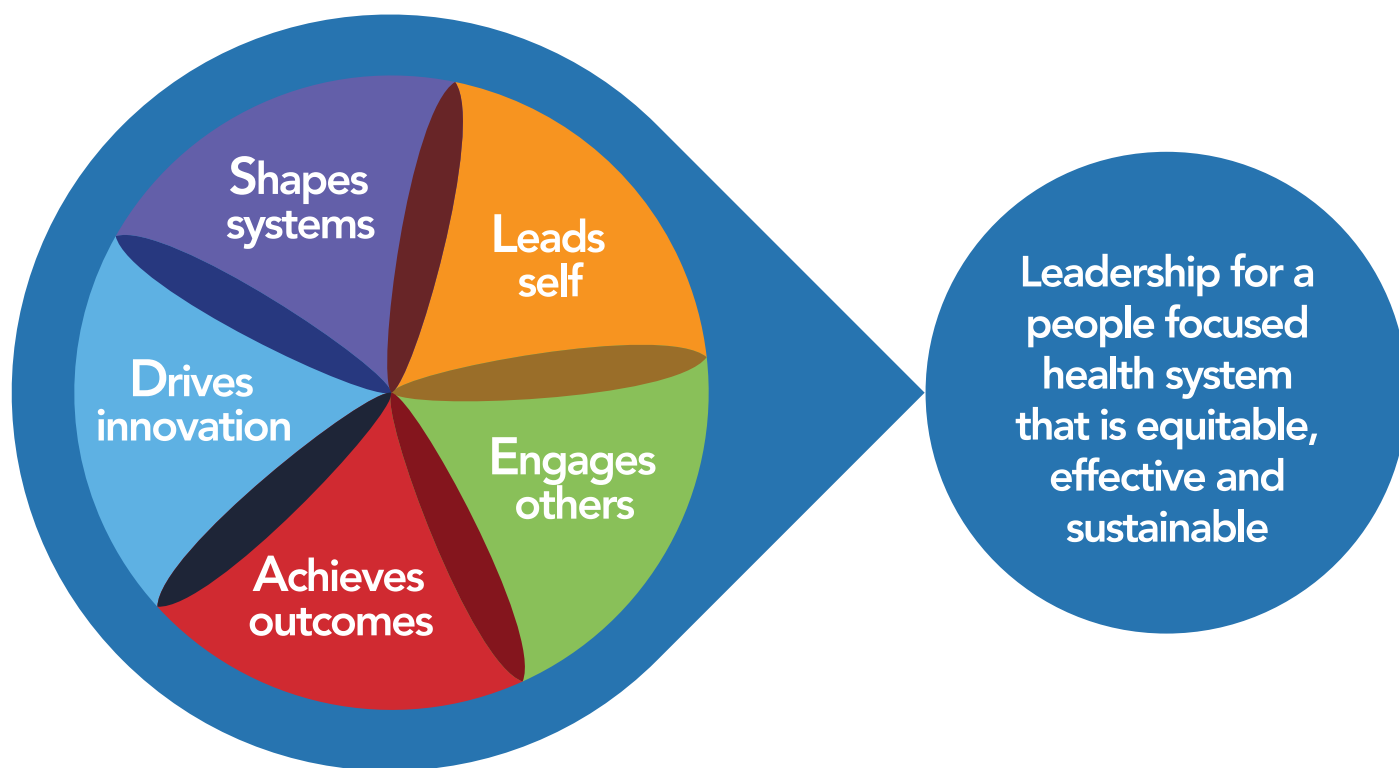 Shapes
systems
Leads
self
Drives
innovation
Engages
others
Achieves
outcomes
Leadership for a
people focused
health system
that is equitable,
effective and
sustainable